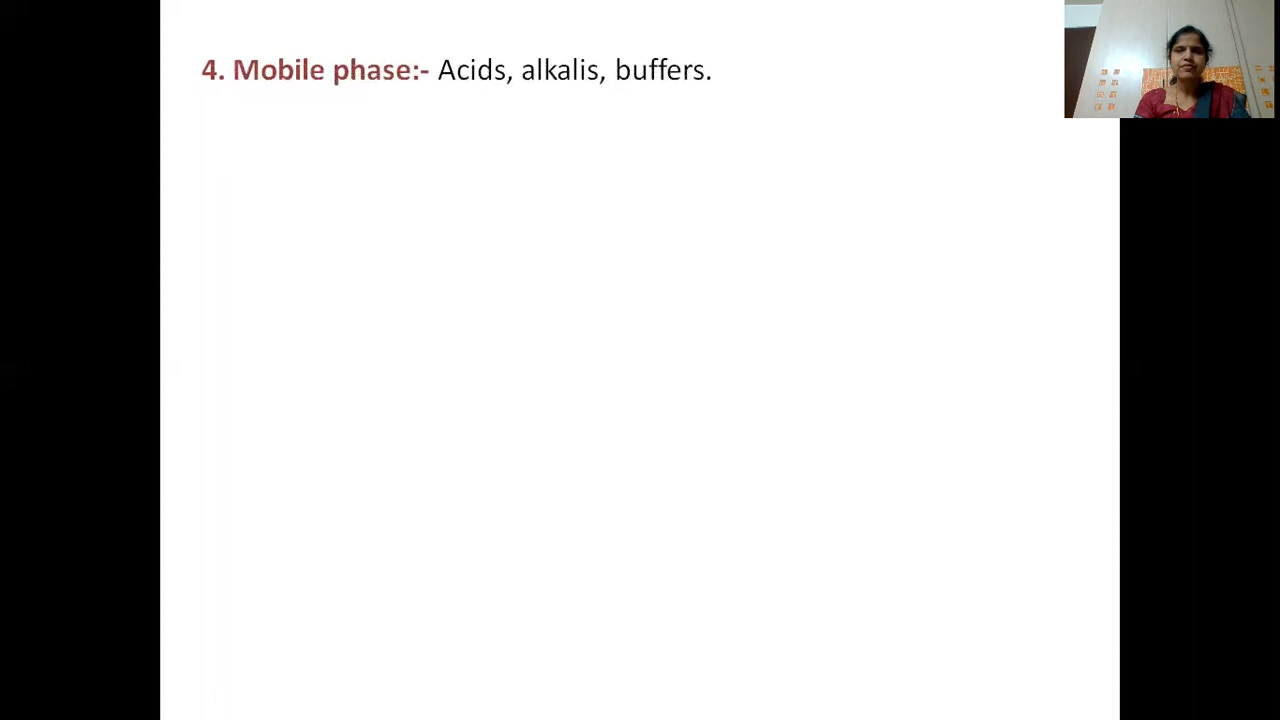 4. Mobile phase:- Acids, alkalis, buffers.